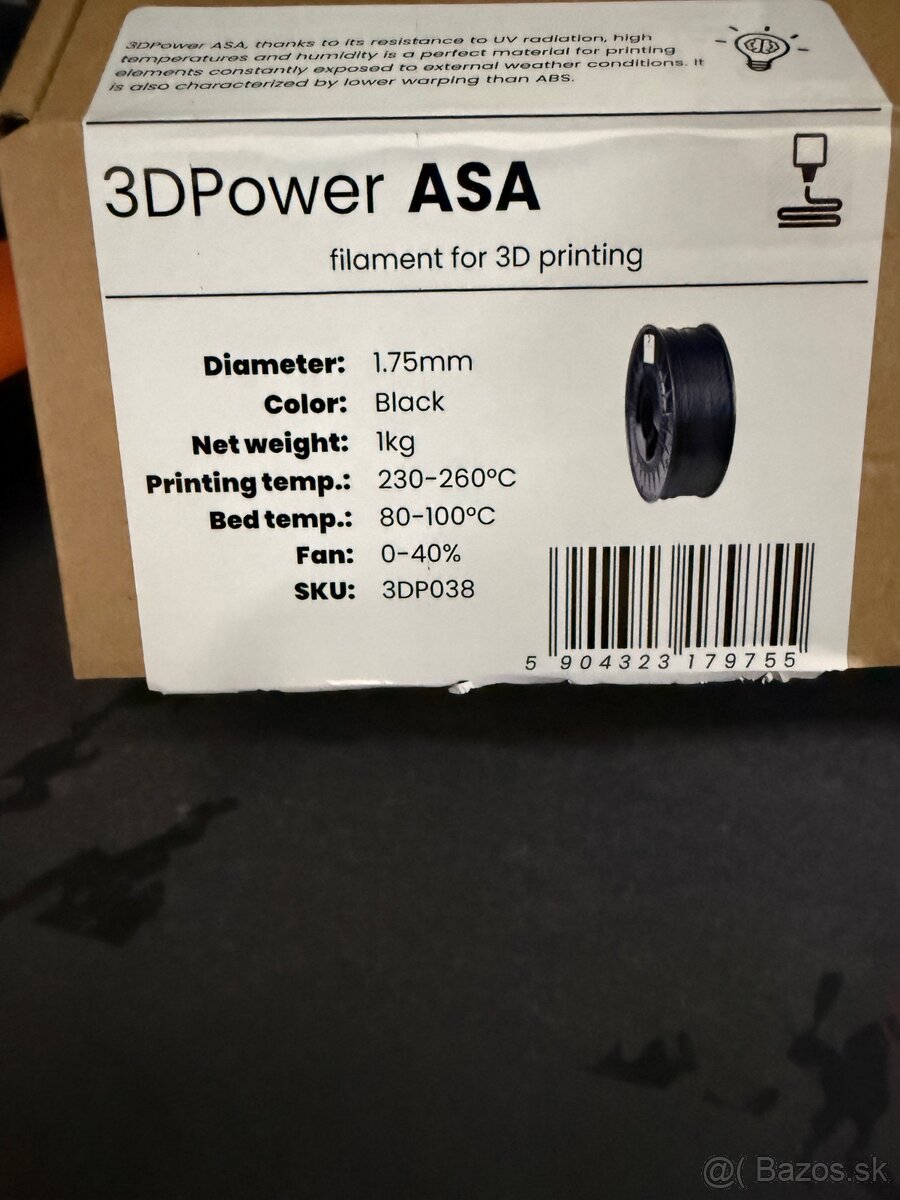 3DPower ASA, thanks to its resistance to UV radiation, high
temperatures and humidity is a perfect material for printing
elements constantly exposed to external weather conditions. It
is also characterized by lower warping than ABS.
3DPower ASA
filament for 3D printing
Diameter: 1.75mm
Color: Black
Net weight: 1kg
Printing temp.: 230-260°C
Bed temp.: 80-100°C
Fan: 0-40%
SKU: 3DP038
5 904323 179755
@( Bazos.sk